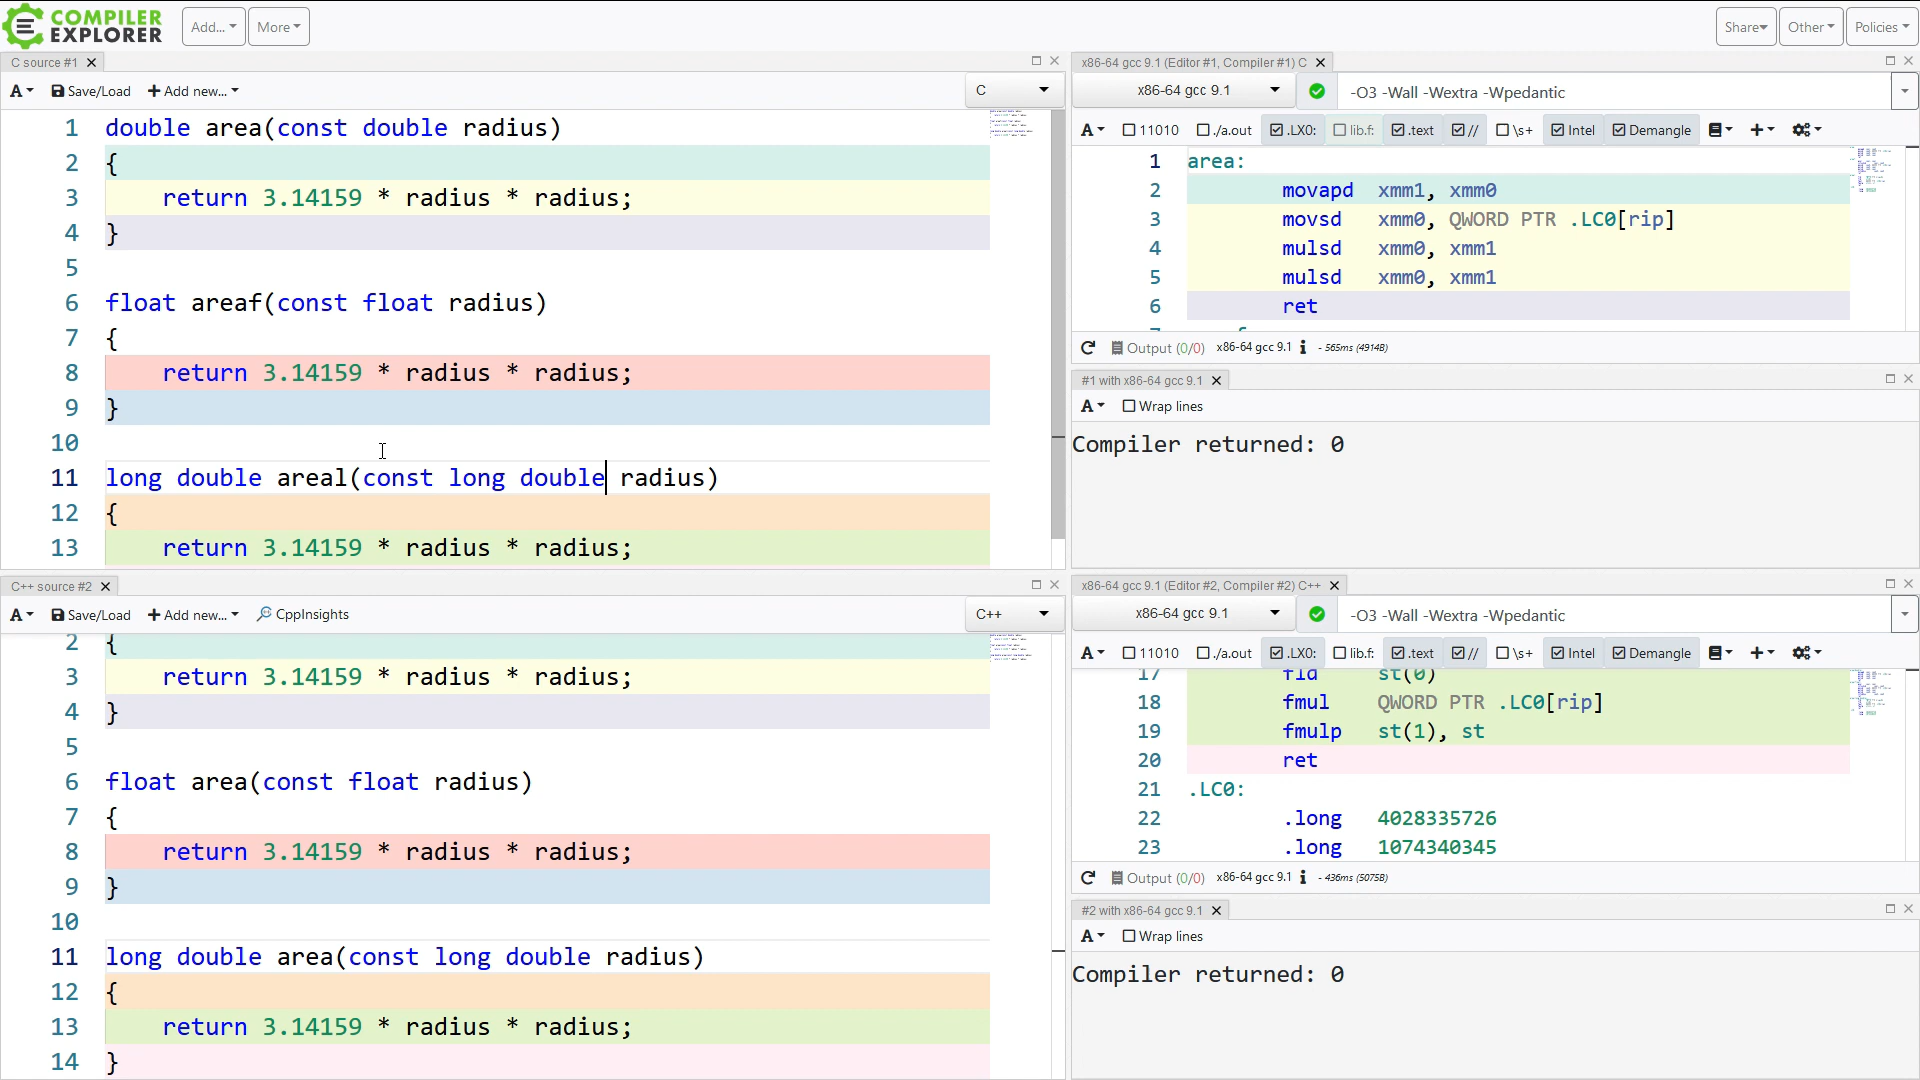 COMPILER
EXPLORER
Add...
More
Share
Other
Policies
C source #1
A
Save/Load
Add new...
C
1 double area(const double radius)
2 {
3 return 3.14159 * radius * radius;
4 }
5
6 float areaf(const float radius)
7 {
8 return 3.14159 * radius * radius;
9 }
10
11 long double areal(const long double radius)
12 {
13 return 3.14159 * radius * radius;
x86-64 gcc 9.1 (Editor #1, Compiler #1) C
x86-64 gcc 9.1
-O3 -Wall -Wextra -Wpedantic
A 11010 ./a.out .LX0: lib.f: .text // \s+ Intel Demangle
1 area:
2 movapd xmm1, xmm0
3 movsd xmm0, QWORD PTR .LC0[rip]
4 mulsd xmm0, xmm1
5 mulsd xmm0, xmm1
6 ret
Output (0/0) x86-64 gcc 9.1 - 565ms (4914B)
#1 with x86-64 gcc 9.1
A Wrap lines
Compiler returned: 0
C++ source #2
A
Save/Load
Add new...
CppInsights
C++
2 {
3 return 3.14159 * radius * radius;
4 }
5
6 float area(const float radius)
7 {
8 return 3.14159 * radius * radius;
9 }
10
11 long double area(const long double radius)
12 {
13 return 3.14159 * radius * radius;
14 }
x86-64 gcc 9.1 (Editor #2, Compiler #2) C++
x86-64 gcc 9.1
-O3 -Wall -Wextra -Wpedantic
A 11010 ./a.out .LX0: lib.f: .text // \s+ Intel Demangle
17 fld st(0)
18 fmul QWORD PTR .LC0[rip]
19 fmulp st(1), st
20 ret
21 .LC0:
22 .long 4028335726
23 .long 1074340345
Output (0/0) x86-64 gcc 9.1 - 436ms (5075B)
#2 with x86-64 gcc 9.1
A Wrap lines
Compiler returned: 0